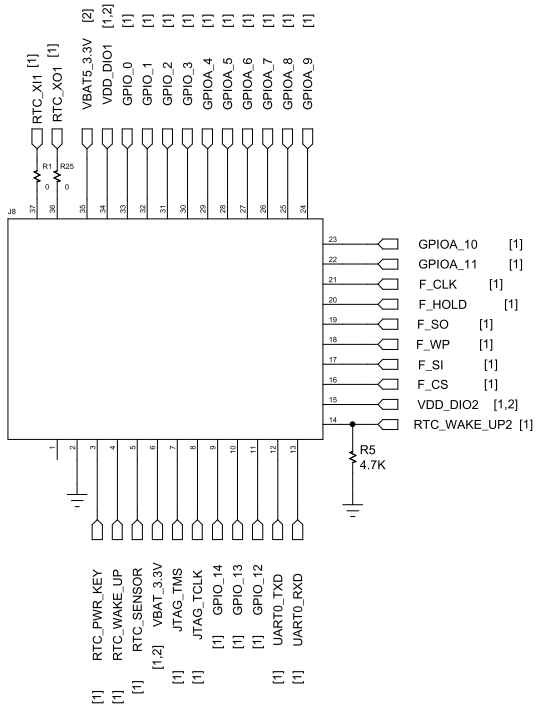 RTC_XI1 [1]
RTC_XO1 [1]
VBAT5_3.3V [2]
VDD_DIO1 [1,2]
GPIO_0 [1]
GPIO_1 [1]
GPIO_2 [1]
GPIO_3 [1]
GPIOA_4 [1]
GPIOA_5 [1]
GPIOA_6 [1]
GPIOA_7 [1]
GPIOA_8 [1]
GPIOA_9 [1]
R1
0
R25
0
J8
37
36
35
34
33
32
31
30
29
28
27
26
25
24
23 GPIOA_10 [1]
22 GPIOA_11 [1]
21 F_CLK [1]
20 F_HOLD [1]
19 F_SO [1]
18 F_WP [1]
17 F_SI [1]
16 F_CS [1]
15 VDD_DIO2 [1,2]
14 RTC_WAKE_UP2 [1]
R5
4.7K
1
2
3
4
5
6
7
8
9
10
11
12
13
[1] RTC_PWR_KEY
[1] RTC_WAKE_UP
[1] RTC_SENSOR
[1,2] VBAT_3.3V
[1] JTAG_TMS
[1] JTAG_TCLK
[1] GPIO_14
[1] GPIO_13
[1] GPIO_12
[1] UART0_TXD
[1] UART0_RXD